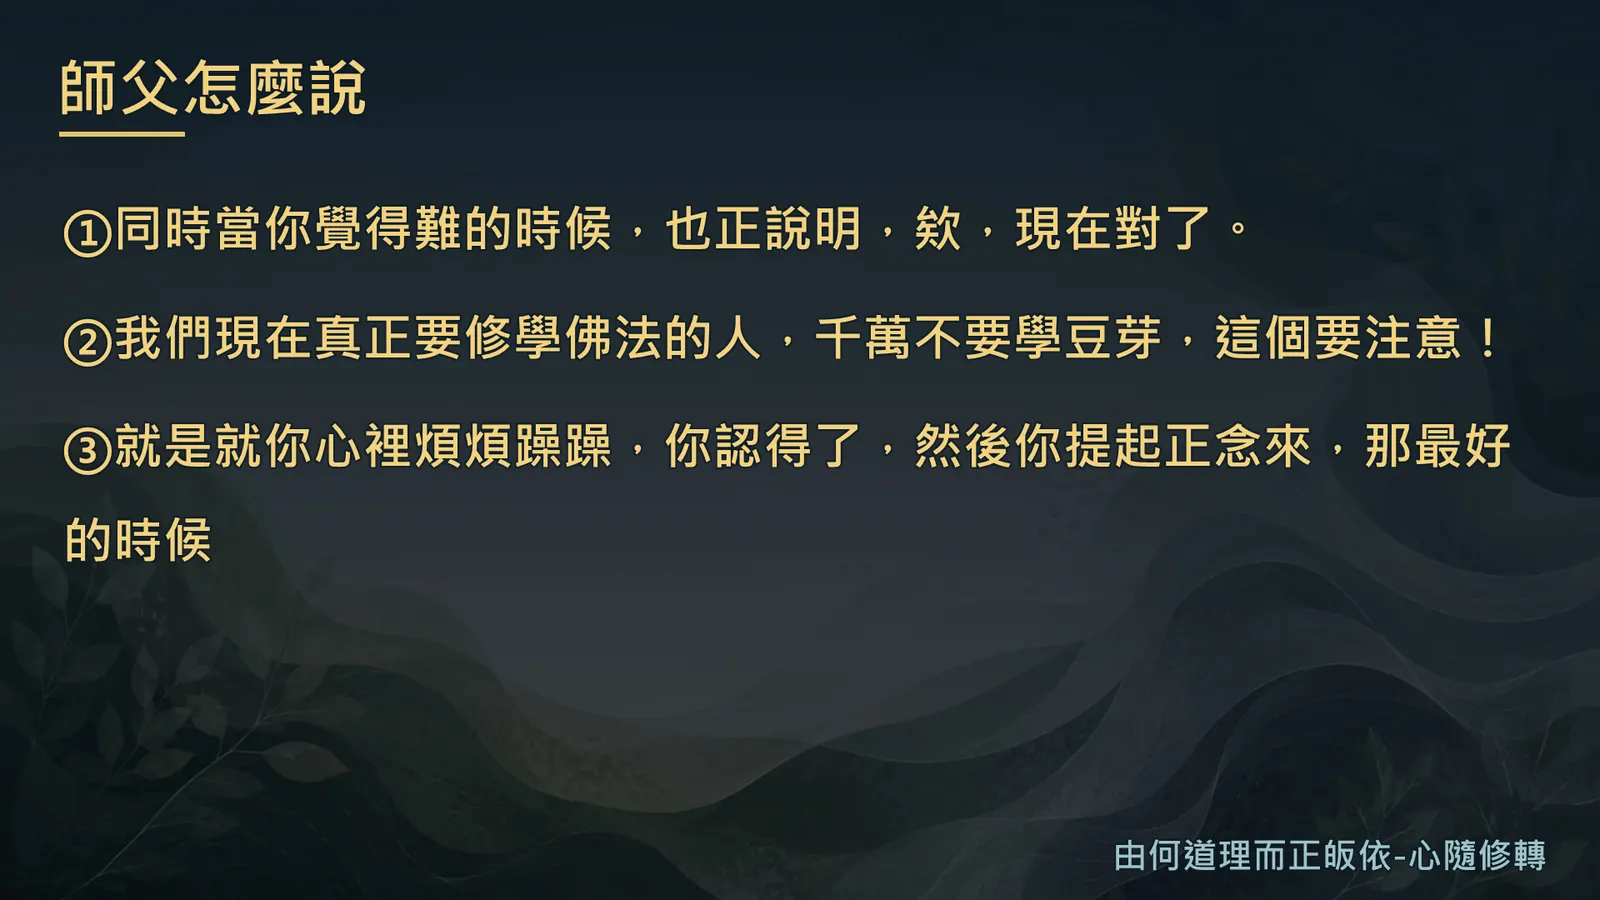 師父怎麼說
①同時當你覺得難的時候，也正說明，欸，現在對了。
②我們現在真正要修學佛法的人，千萬不要學豆芽，這個要注意！
③就是就你心裡煩煩躁躁，你認得了，然後你提起正念來，那最好
的時候
由何道理而正皈依-心隨修轉